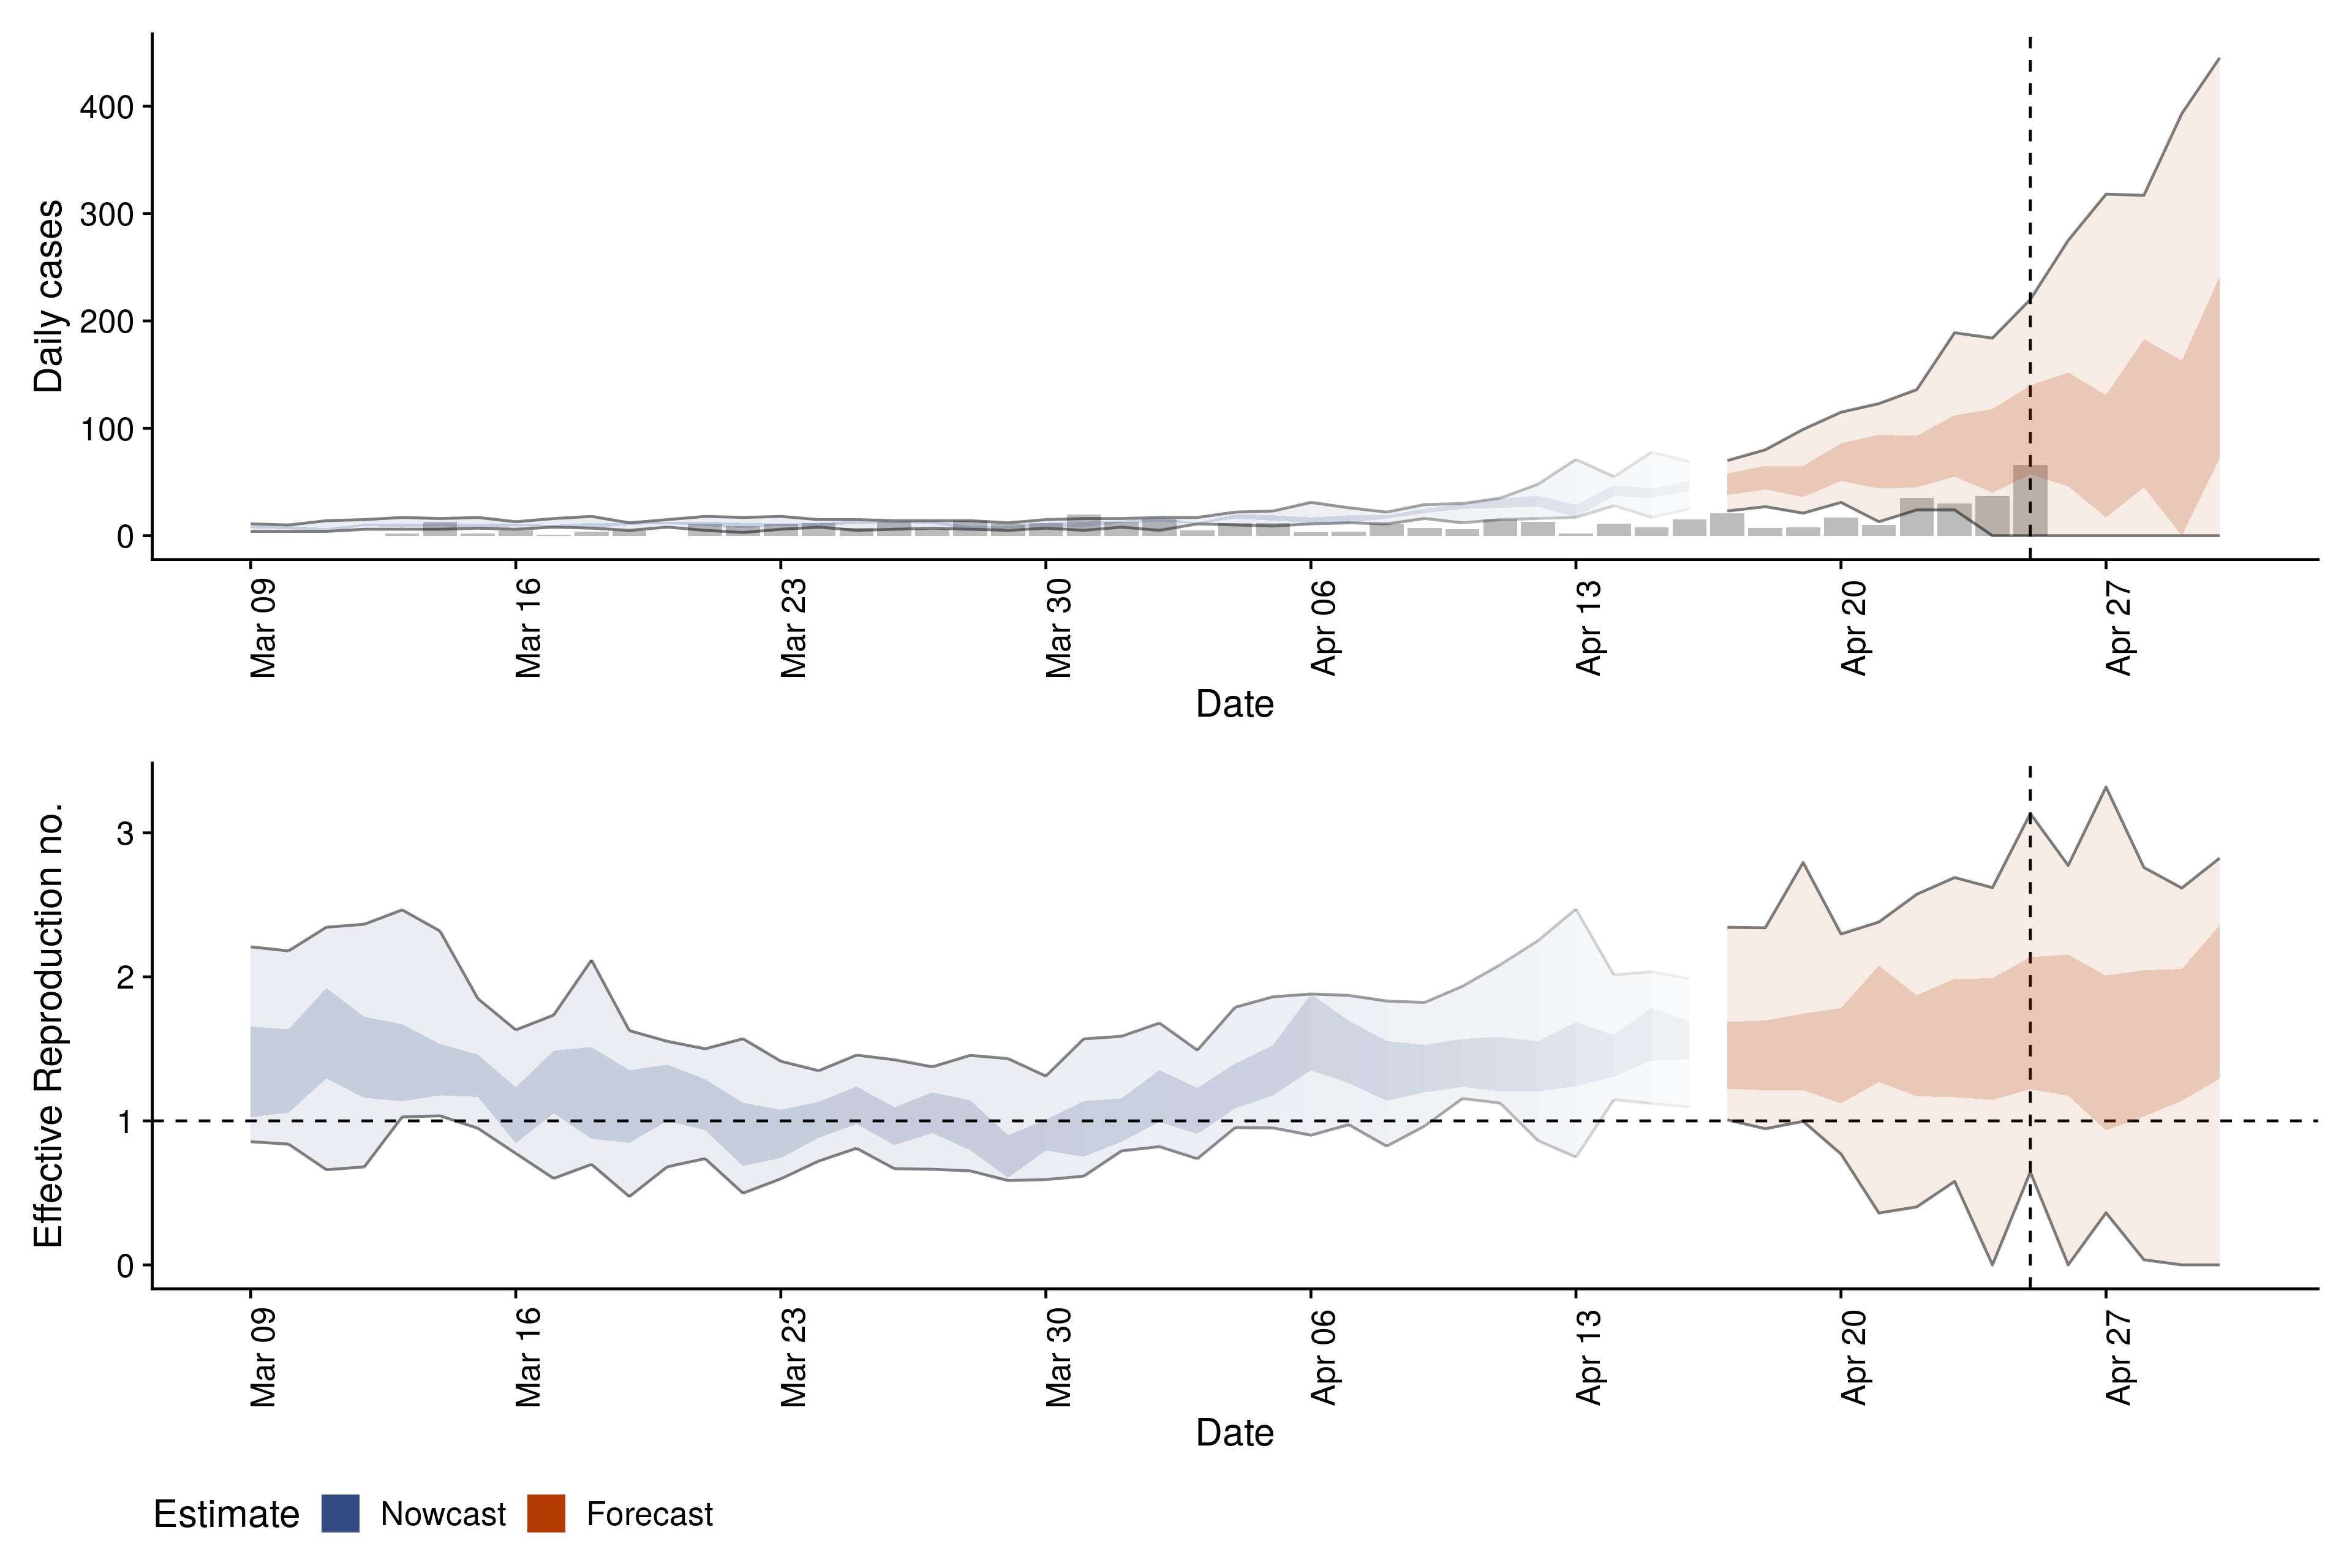 Daily cases
400
300
200
100
0
Mar 09
Mar 16
Mar 23
Mar 30
Apr 06
Apr 13
Apr 20
Apr 27
Date
Effective Reproduction no.
3
2
1
0
Mar 09
Mar 16
Mar 23
Mar 30
Apr 06
Apr 13
Apr 20
Apr 27
Date
Estimate Nowcast Forecast